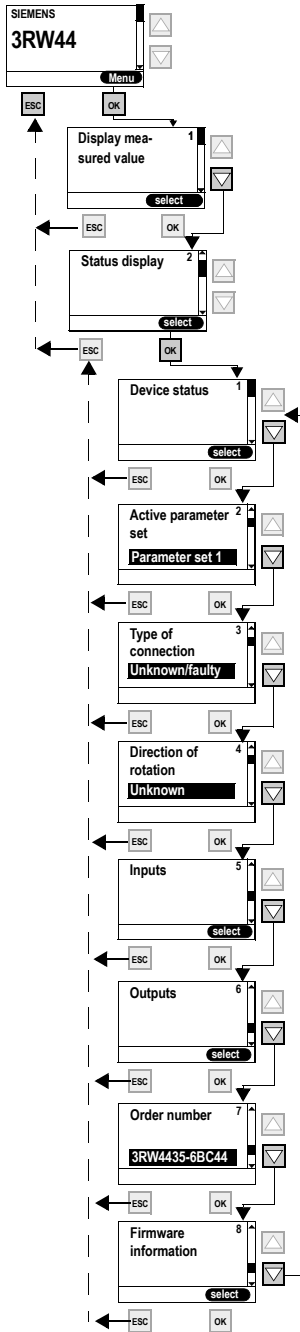 SIEMENS
3RW44
Menu
ESC
OK
Display mea-
sured value
1
select
ESC
OK
Status display
2
select
ESC
OK
Device status
1
select
ESC
OK
Active parameter
set
2
Parameter set 1
ESC
OK
Type of
connection
3
Unknown/faulty
ESC
OK
Direction of
rotation
4
Unknown
ESC
OK
Inputs
5
select
ESC
OK
Outputs
6
select
ESC
OK
Order number
7
3RW4435-6BC44
ESC
OK
Firmware
information
8
select
ESC
OK